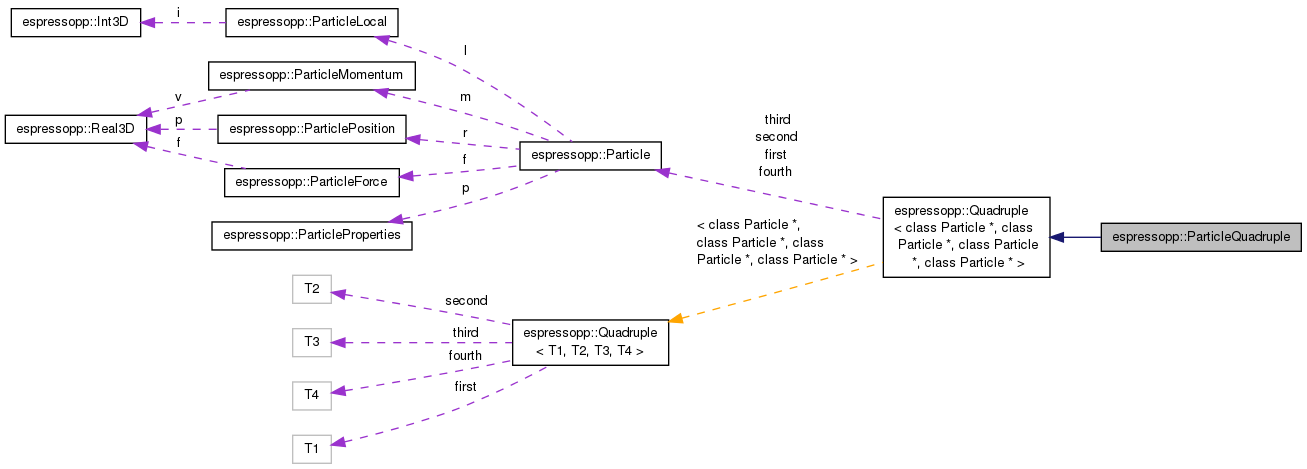 espressopp::Int3D
i
espressopp::ParticleLocal
l
espressopp::ParticleMomentum
v
m
espressopp::Real3D
p
espressopp::ParticlePosition
r
f
espressopp::ParticleForce
f
espressopp::Particle
p
espressopp::ParticleProperties
third
second
first
fourth
espressopp::Quadruple
< class Particle *, class
Particle *, class Particle
*, class Particle * >
espressopp::ParticleQuadruple
< class Particle *,
class Particle *, class
Particle *, class Particle * >
T2
second
T3
third
espressopp::Quadruple
< T1, T2, T3, T4 >
T4
fourth
T1
first